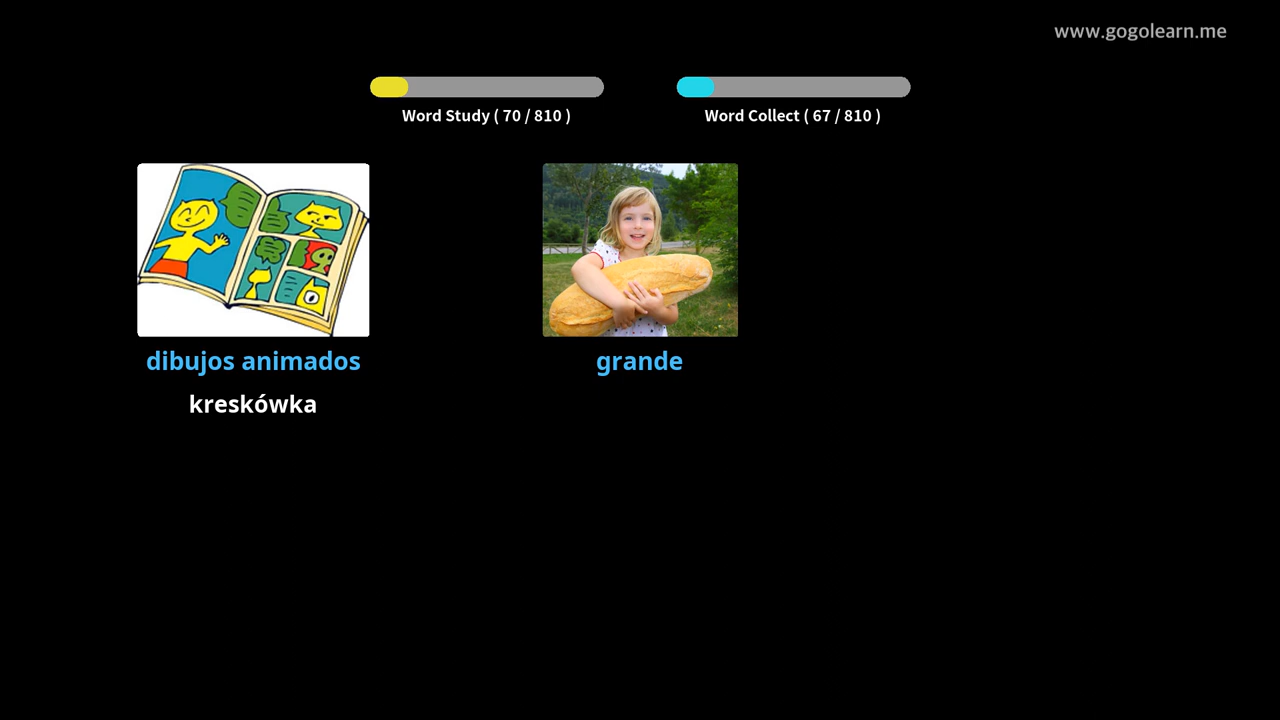 www.gogolearn.me
Word Study ( 70 / 810 )
Word Collect ( 67 / 810 )
dibujos animados
grande
kreskówka